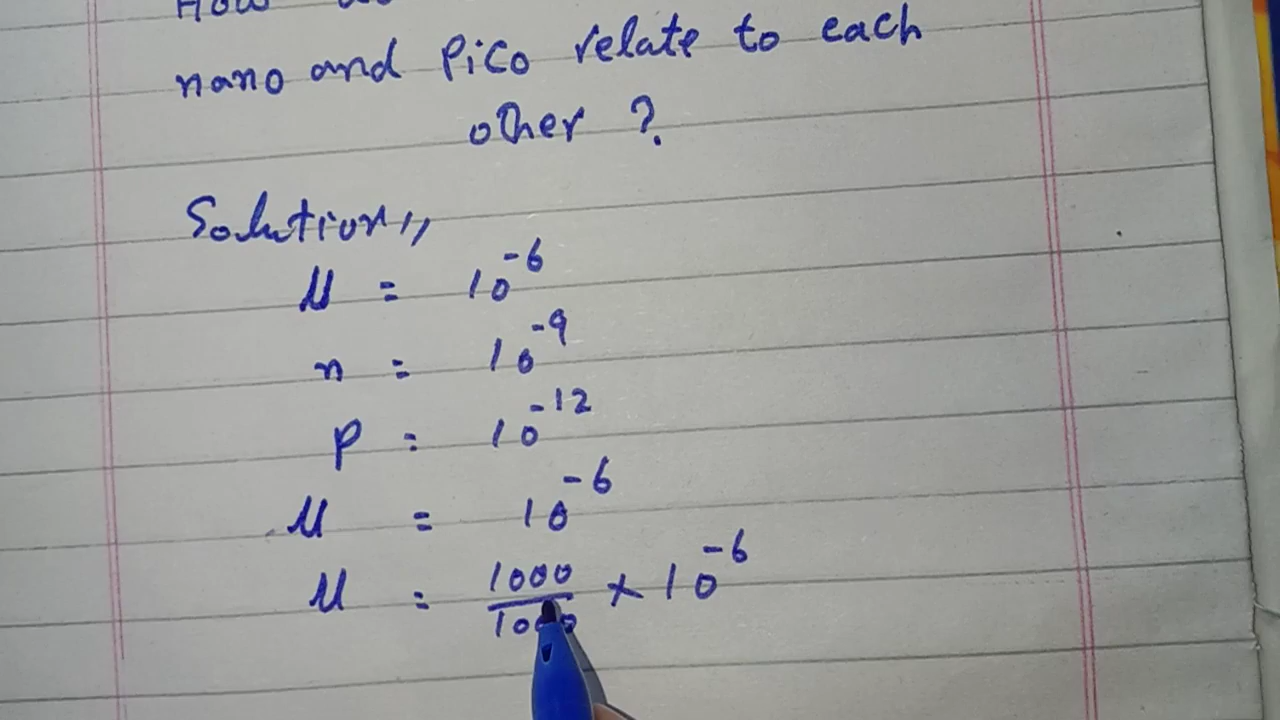 How
nano and pico relate to each
other ?
Solution,,
μ = 10^-6
n = 10^-9
p = 10^-12
μ = 10^-6
μ = 1000/1000 × 10^-6